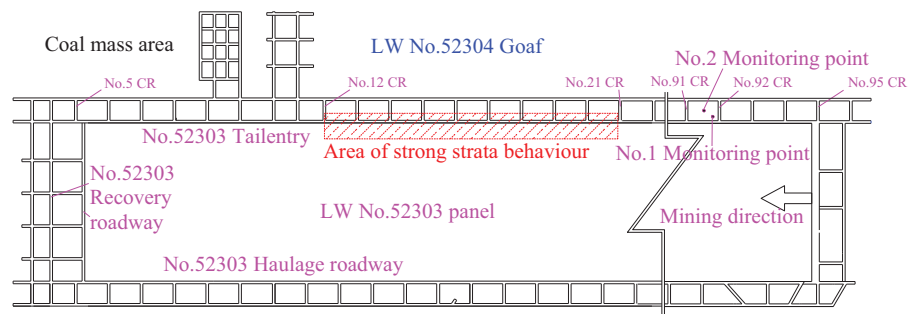 Coal mass area
LW No.52304 Goaf
No.2 Monitoring point
No.5 CR
No.12 CR
No.21 CR
No.91 CR
No.92 CR
No.95 CR
No.52303 Tailentry
Area of strong strata behaviour
No.1 Monitoring point
No.52303
Recovery
roadway
LW No.52303 panel
Mining direction
No.52303 Haulage roadway